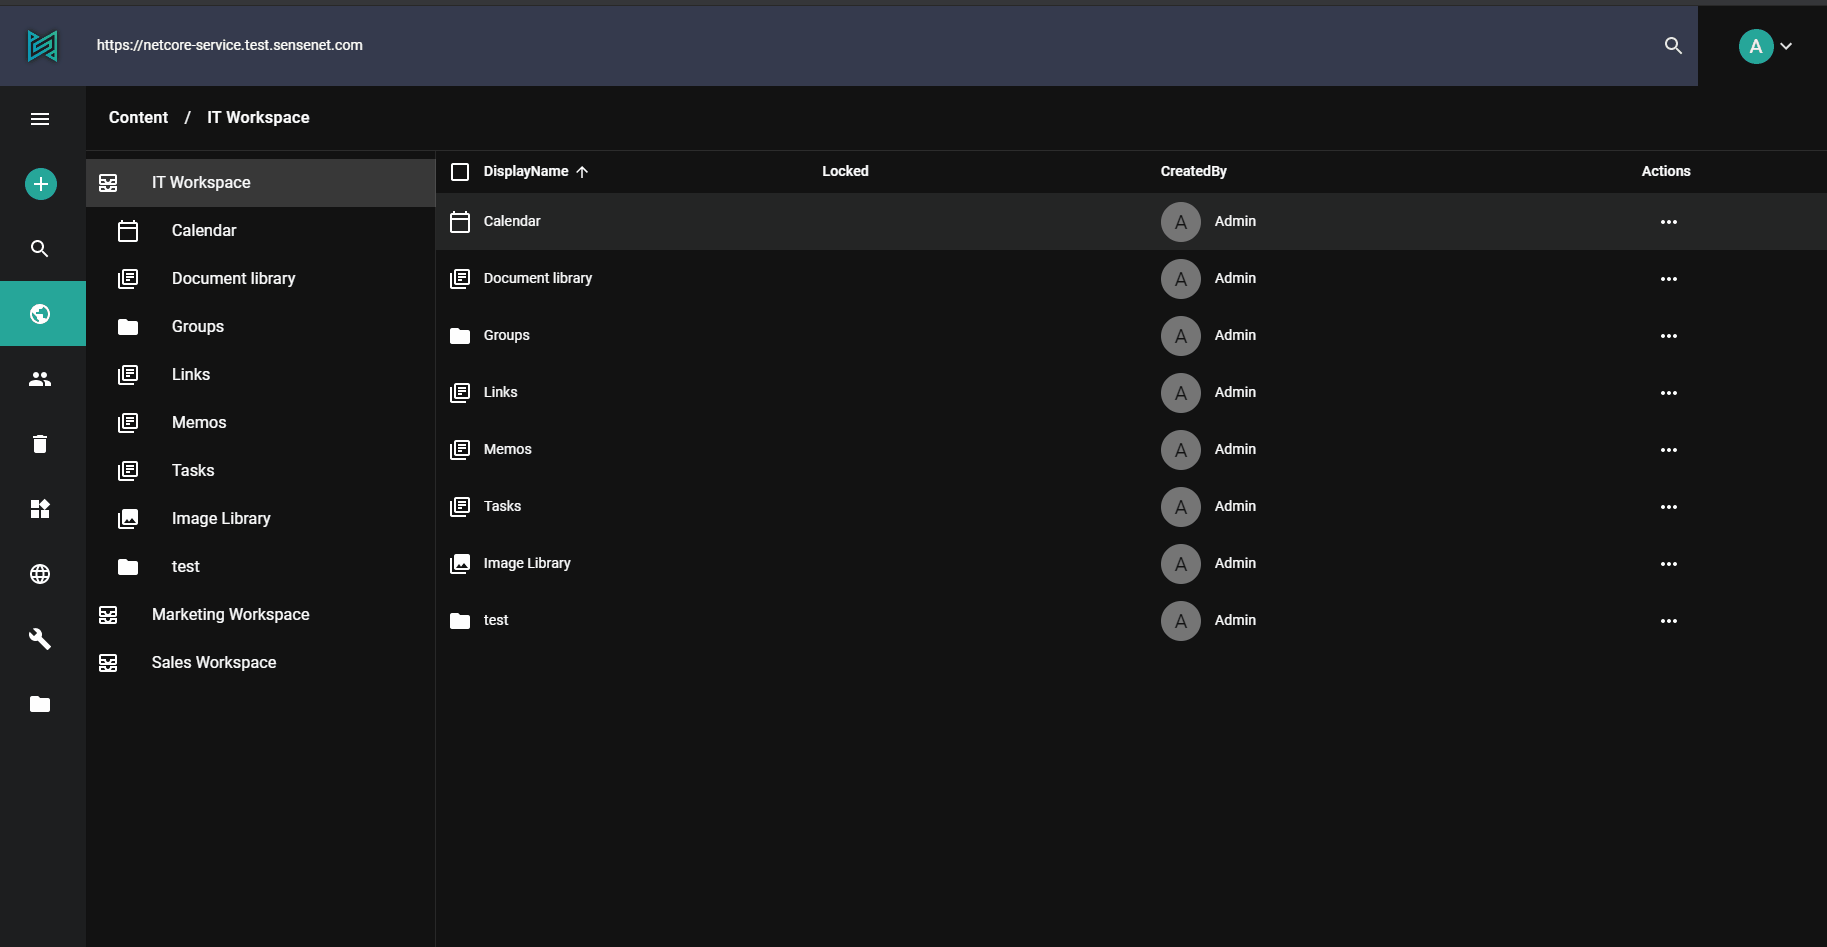 https://netcore-service.test.sensenet.com
A
Content / IT Workspace
IT Workspace
Calendar
Document library
Groups
Links
Memos
Tasks
Image Library
test
Marketing Workspace
Sales Workspace
DisplayName Locked CreatedBy Actions
Calendar A Admin
Document library A Admin
Groups A Admin
Links A Admin
Memos A Admin
Tasks A Admin
Image Library A Admin
test A Admin